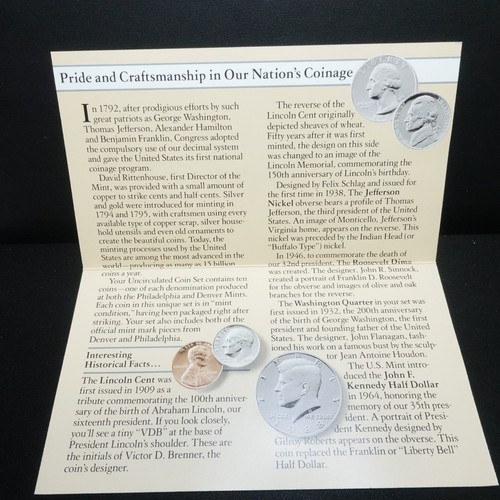 Pride and Craftsmanship in Our Nation's Coinage
In 1792, after prodigious efforts by such
great patriots as George Washington,
Thomas Jefferson, Alexander Hamilton
and Benjamin Franklin, Congress adopted
the compulsory use of our decimal system
and gave the United States its first national
coinage program.
David Rittenhouse, first Director of the
Mint, was provided with a small amount of
copper to strike cents and half-cents. Silver
and gold were introduced for minting in
1794 and 1795, with craftsmen using every
available type of copper scrap, silver house-
hold utensils and even old ornaments to
create the beautiful coins. Today, the
minting processes used by the United
States are among the most advanced in the
world—producing as many as 15 billion
coins a year.
Your Uncirculated Coin Set contains ten
coins—one of each denomination produced
at both the Philadelphia and Denver Mints.
Each coin in this unique set is in "mint
condition," having been packaged right after
striking. Your set also includes both of the
official mint mark pieces from
Denver and Philadelphia.
Interesting
Historical Facts...
The Lincoln Cent was
first issued in 1909 as a
tribute commemorating the 100th anniver-
sary of the birth of Abraham Lincoln, our
sixteenth president. If you look closely,
you'll see a tiny "VDB" at the base of
President Lincoln's shoulder. These are
the initials of Victor D. Brenner, the
coin's designer.
The reverse of the
Lincoln Cent originally
depicted sheaves of wheat.
Fifty years after it was first
minted, the design on this side
was changed to an image of the
Lincoln Memorial, commemorating the
150th anniversary of Lincoln's birthday.
Designed by Felix Schlag and issued for
the first time in 1938, The Jefferson
Nickel obverse bears a profile of Thomas
Jefferson, the third president of the United
States. An image of Monticello, Jefferson's
Virginia home, appears on the reverse. This
nickel was preceded by the Indian Head (or
"Buffalo Type") nickel.
In 1946, to commemorate the death of
our 32nd president, The Roosevelt Dime
was created. The designer, John R. Sinnock,
created a portrait of Franklin D. Roosevelt
for the obverse and images of olive and oak
branches for the reverse.
The Washington Quarter in your set was
first issued in 1932, the 200th anniversary
of the birth of George Washington, the first
president and founding father of the United
States. The designer, John Flanagan, fash-
ioned his work on a famous bust by the sculp-
tor Jean Antoine Houdon.
The U.S. Mint intro-
duced the John F.
Kennedy Half Dollar
in 1964, honoring the
memory of our 35th pres-
ident. A portrait of Presi-
dent Kennedy designed by
Gilroy Roberts appears on the obverse. This
coin replaced the Franklin or "Liberty Bell"
Half Dollar.